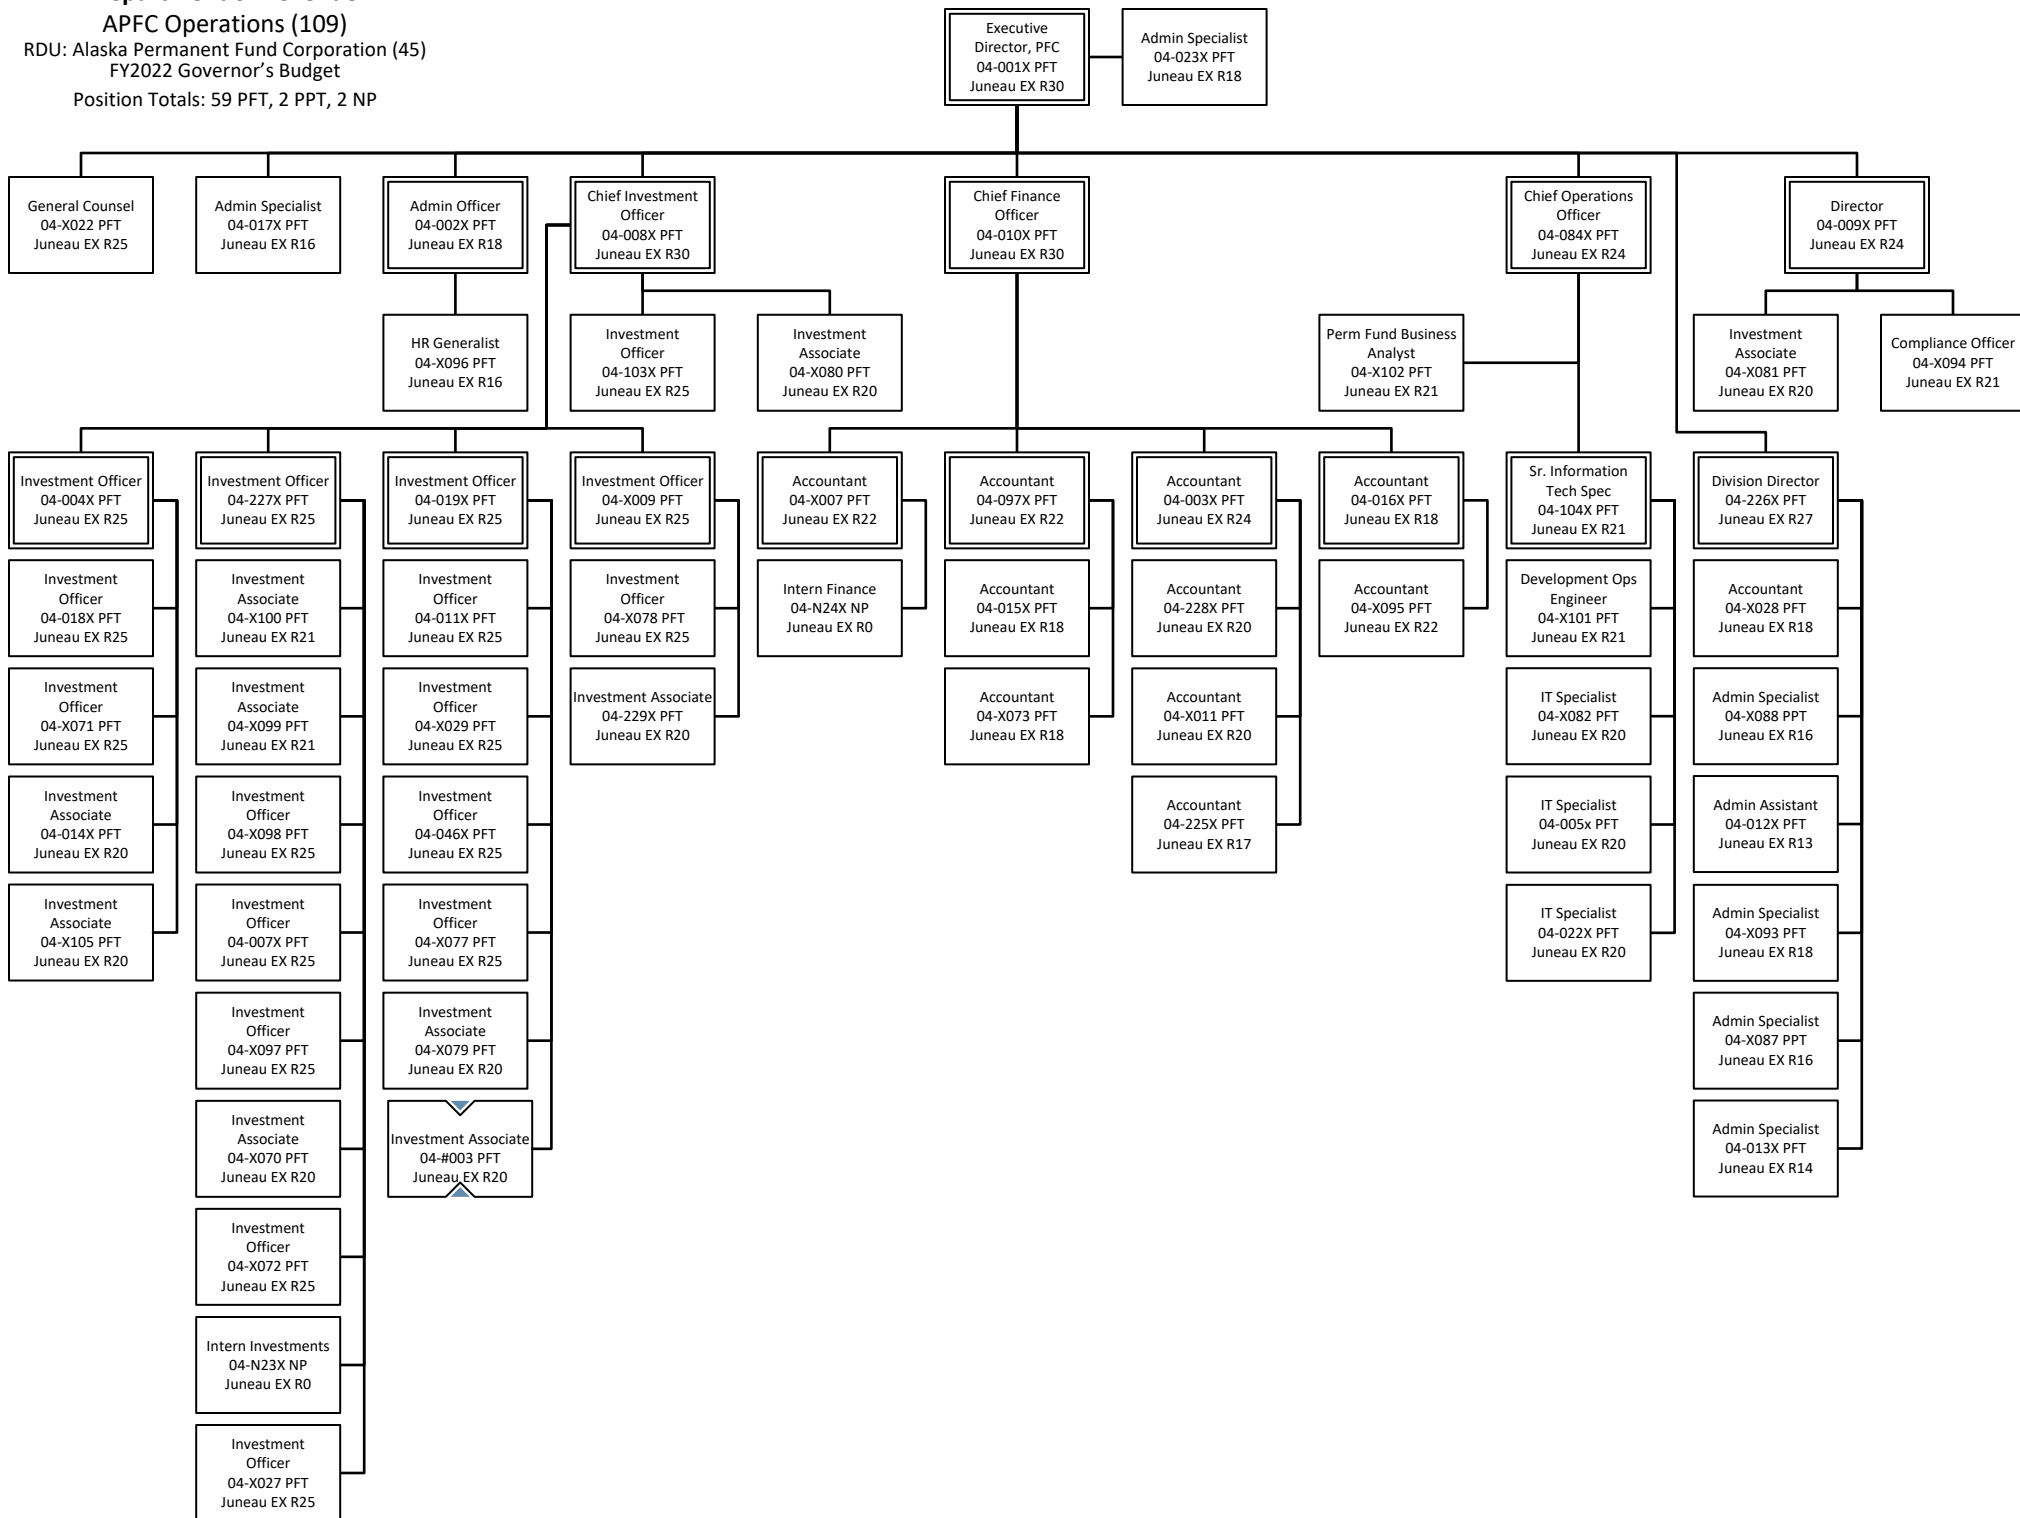 APFC Operations (109)
RDU: Alaska Permanent Fund Corporation (45)
FY2022 Governor's Budget
Position Totals: 59 PFT, 2 PPT, 2 NP
Executive
Director, PFC
04-001X PFT
Juneau EX R30
Admin Specialist
04-023X PFT
Juneau EX R18
General Counsel
04-X022 PFT
Juneau EX R25
Admin Specialist
04-017X PFT
Juneau EX R16
Admin Officer
04-002X PFT
Juneau EX R18
Chief Investment
Officer
04-008X PFT
Juneau EX R30
Chief Finance
Officer
04-010X PFT
Juneau EX R30
Chief Operations
Officer
04-084X PFT
Juneau EX R24
Director
04-009X PFT
Juneau EX R24
HR Generalist
04-X096 PFT
Juneau EX R16
Investment
Officer
04-103X PFT
Juneau EX R25
Investment
Associate
04-X080 PFT
Juneau EX R20
Perm Fund Business
Analyst
04-X102 PFT
Juneau EX R21
Investment
Associate
04-X081 PFT
Juneau EX R20
Compliance Officer
04-X094 PFT
Juneau EX R21
Investment Officer
04-004X PFT
Juneau EX R25
Investment Officer
04-227X PFT
Juneau EX R25
Investment Officer
04-019X PFT
Juneau EX R25
Investment Officer
04-X009 PFT
Juneau EX R25
Accountant
04-X007 PFT
Juneau EX R22
Accountant
04-097X PFT
Juneau EX R22
Accountant
04-003X PFT
Juneau EX R24
Accountant
04-016X PFT
Juneau EX R18
Sr. Information
Tech Spec
04-104X PFT
Juneau EX R21
Division Director
04-226X PFT
Juneau EX R27
Investment
Officer
04-018X PFT
Juneau EX R25
Investment
Associate
04-X100 PFT
Juneau EX R21
Investment
Officer
04-011X PFT
Juneau EX R25
Investment
Officer
04-X078 PFT
Juneau EX R25
Intern Finance
04-N24X NP
Juneau EX R0
Accountant
04-015X PFT
Juneau EX R18
Accountant
04-228X PFT
Juneau EX R20
Accountant
04-X095 PFT
Juneau EX R22
Development Ops
Engineer
04-X101 PFT
Juneau EX R21
Accountant
04-X028 PFT
Juneau EX R18
Investment
Officer
04-X071 PFT
Juneau EX R25
Investment
Associate
04-X099 PFT
Juneau EX R21
Investment
Officer
04-X029 PFT
Juneau EX R25
Investment Associate
04-229X PFT
Juneau EX R20
Accountant
04-X073 PFT
Juneau EX R18
Accountant
04-X011 PFT
Juneau EX R20
IT Specialist
04-X082 PFT
Juneau EX R20
Admin Specialist
04-X088 PPT
Juneau EX R16
Investment
Associate
04-014X PFT
Juneau EX R20
Investment
Officer
04-X098 PFT
Juneau EX R25
Investment
Officer
04-046X PFT
Juneau EX R25
Accountant
04-225X PFT
Juneau EX R17
IT Specialist
04-005x PFT
Juneau EX R20
Admin Assistant
04-012X PFT
Juneau EX R13
Investment
Associate
04-X105 PFT
Juneau EX R20
Investment
Officer
04-007X PFT
Juneau EX R25
Investment
Officer
04-X077 PFT
Juneau EX R25
IT Specialist
04-022X PFT
Juneau EX R20
Admin Specialist
04-X093 PFT
Juneau EX R18
Investment
Officer
04-X097 PFT
Juneau EX R25
Investment
Associate
04-X079 PFT
Juneau EX R20
Admin Specialist
04-X087 PPT
Juneau EX R16
Investment
Associate
04-X070 PFT
Juneau EX R20
Investment Associate
04-#003 PFT
Juneau EX R20
Admin Specialist
04-013X PFT
Juneau EX R14
Investment
Officer
04-X072 PFT
Juneau EX R25
Intern Investments
04-N23X NP
Juneau EX R0
Investment
Officer
04-X027 PFT
Juneau EX R25